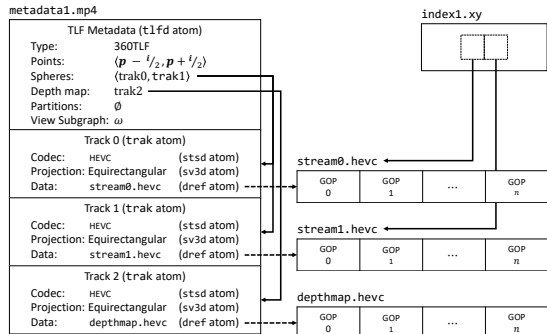 metadata1.mp4
TLF Metadata (tlfd atom)
Type: 360TLF
Points: ⟨p − i/2, p + i/2⟩
Spheres: ⟨trak0, trak1⟩
Depth map: trak2
Partitions: ∅
View Subgraph: ω
Track 0 (trak atom)
Codec: HEVC (stsd atom)
Projection: Equirectangular (sv3d atom)
Data: stream0.hevc (dref atom)
Track 1 (trak atom)
Codec: HEVC (stsd atom)
Projection: Equirectangular (sv3d atom)
Data: stream1.hevc (dref atom)
Track 2 (trak atom)
Codec: HEVC (stsd atom)
Projection: Equirectangular (sv3d atom)
Data: depthmap.hevc (dref atom)
index1.xy
stream0.hevc
GOP 0 GOP 1 ... GOP n
stream1.hevc
GOP 0 GOP 1 ... GOP n
depthmap.hevc
GOP 0 GOP 1 ... GOP n